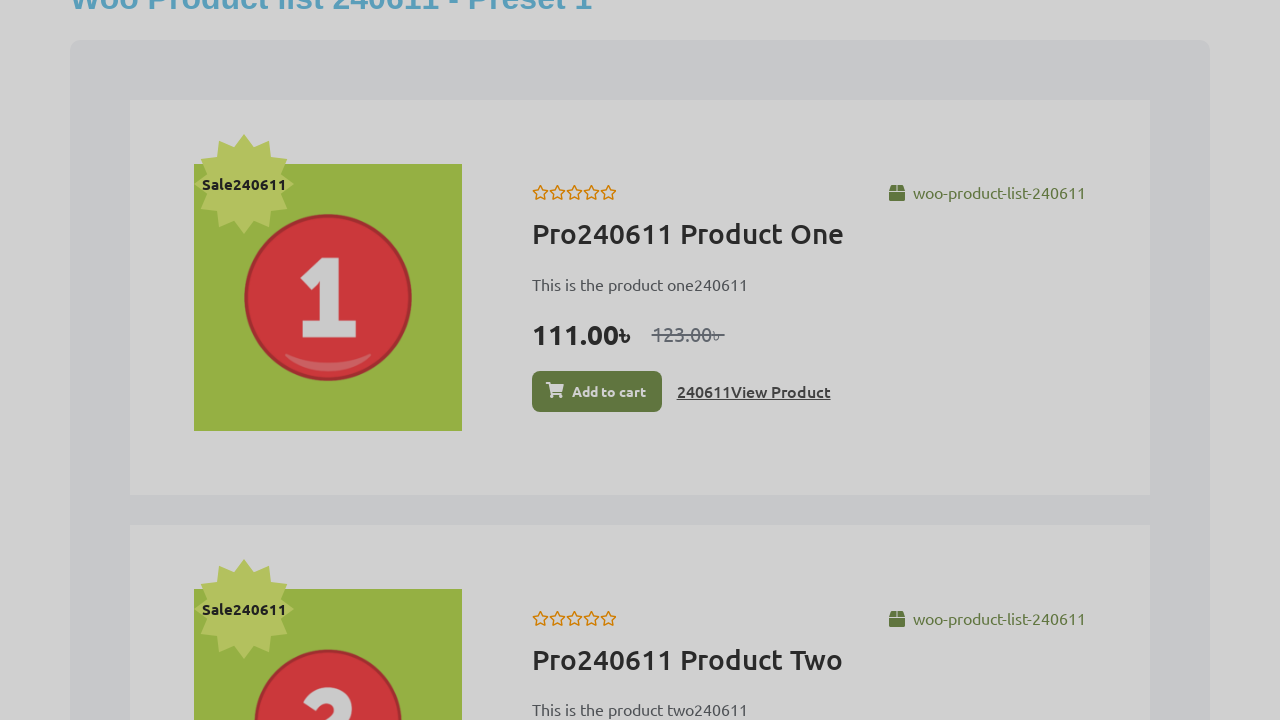 Woo Product list 240611 - Preset 1
Sale240611
1
woo-product-list-240611
Pro240611 Product One
This is the product one240611
111.00৳ 123.00৳
Add to cart 240611View Product
Sale240611
2
woo-product-list-240611
Pro240611 Product Two
This is the product two240611